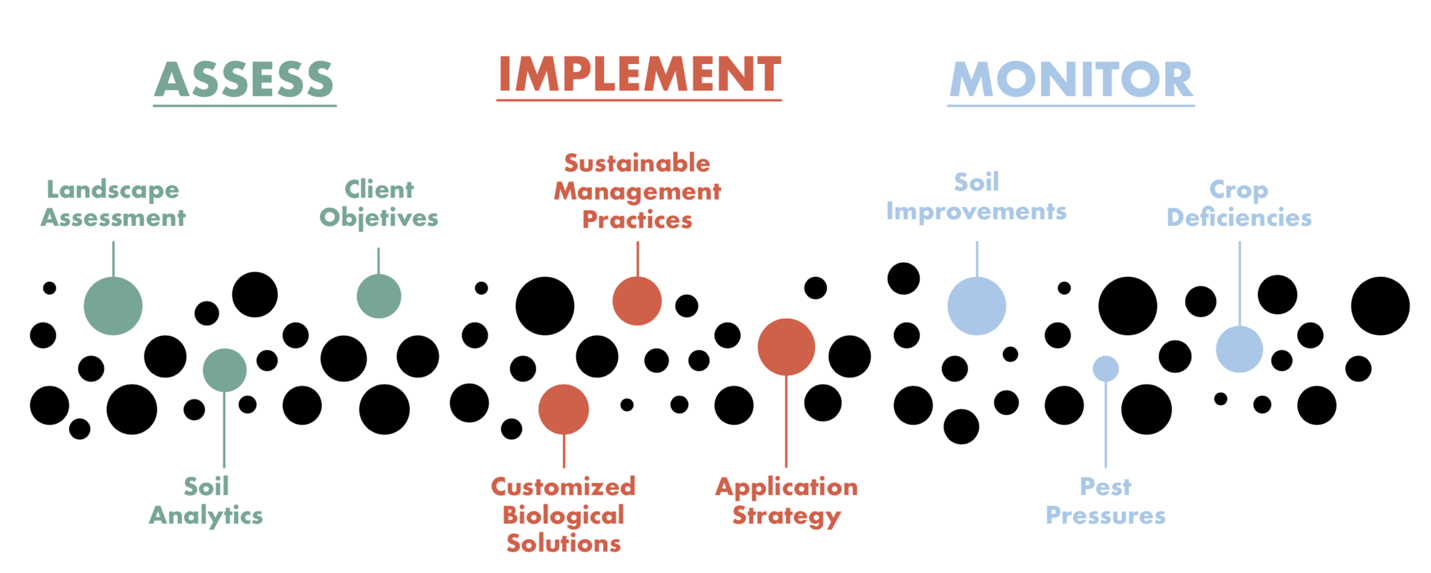 ASSESS
Landscape
Assessment
Client
Objetives
Soil
Analytics
IMPLEMENT
Sustainable
Management
Practices
Customized
Biological
Solutions
Application
Strategy
MONITOR
Soil
Improvements
Crop
Deficiencies
Pest
Pressures